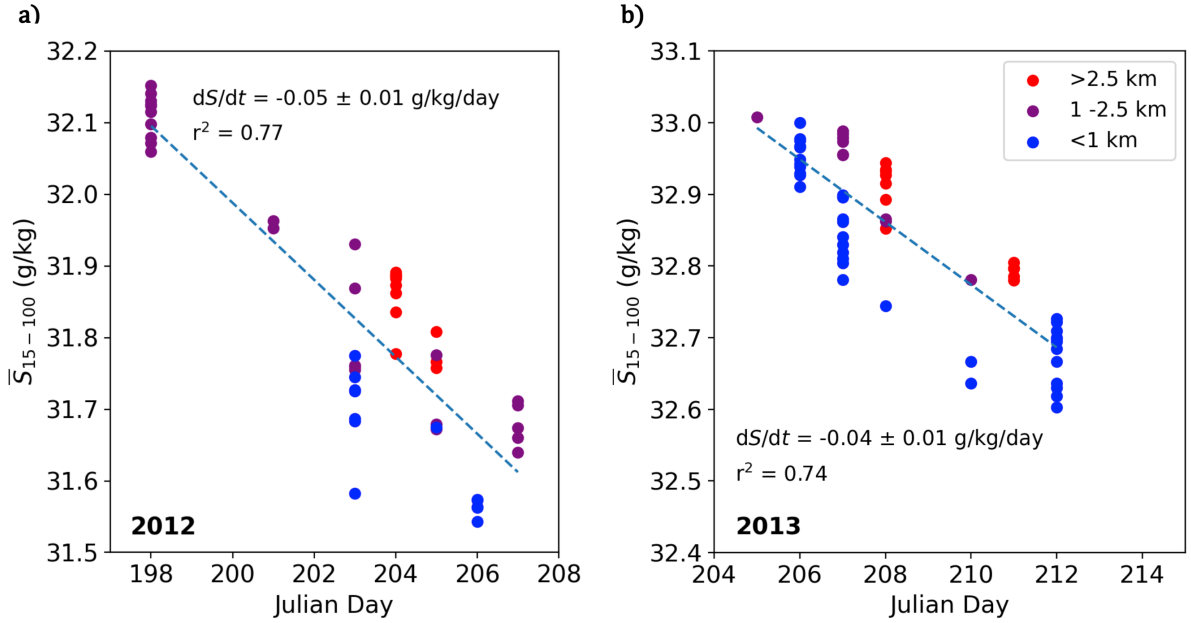 a)
32.2
32.1
32.0
31.9
31.8
31.7
31.6
31.5
S̅15−100 (g/kg)
dS/dt = -0.05 ± 0.01 g/kg/day
r² = 0.77
2012
198 200 202 204 206 208
Julian Day
b)
33.1
33.0
32.9
32.8
32.7
32.6
32.5
32.4
S̅15−100 (g/kg)
>2.5 km
1 -2.5 km
<1 km
dS/dt = -0.04 ± 0.01 g/kg/day
r² = 0.74
2013
204 206 208 210 212 214
Julian Day